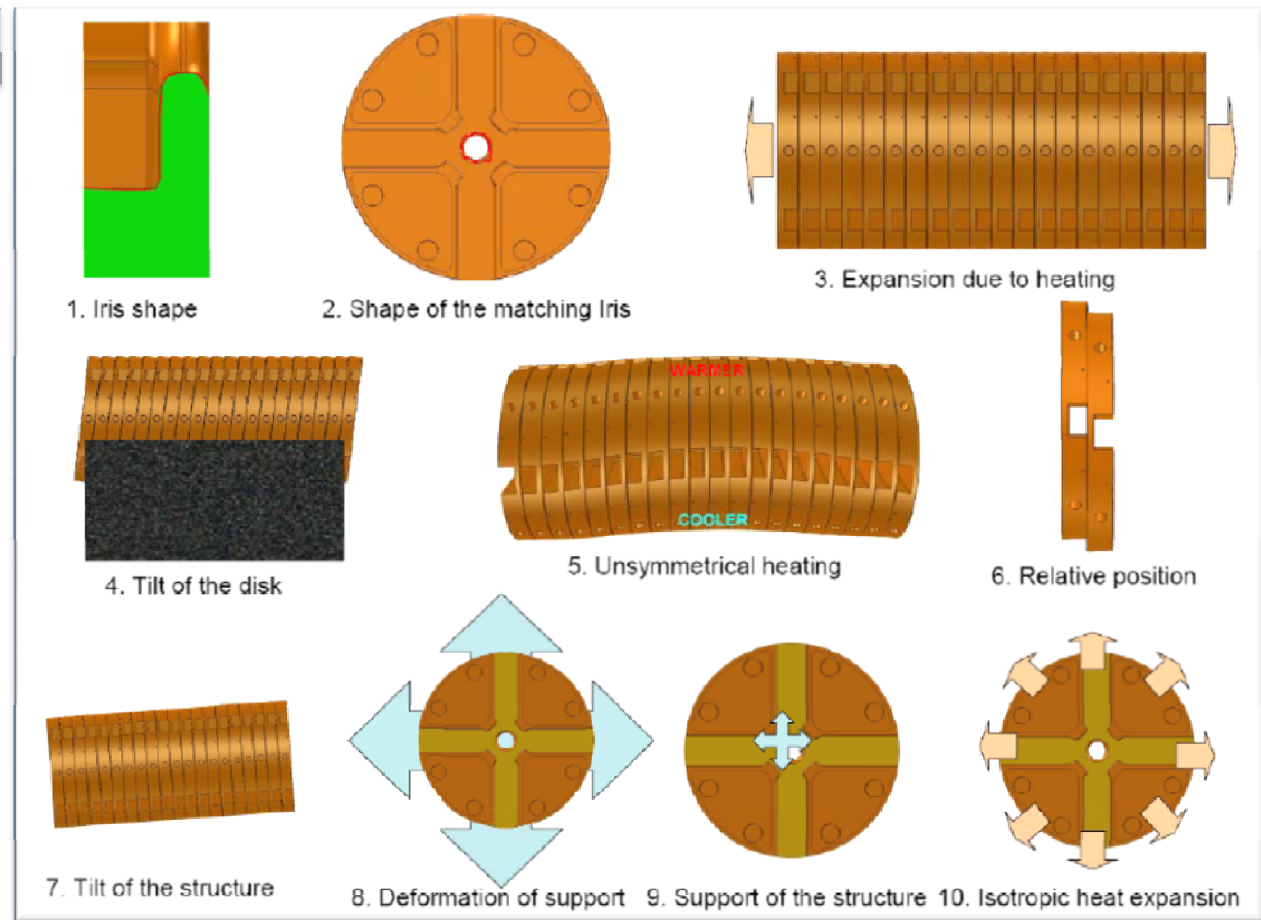 1. Iris shape
2. Shape of the matching Iris
3. Expansion due to heating
WARMER
COOLER
4. Tilt of the disk
5. Unsymmetrical heating
6. Relative position
7. Tilt of the structure
8. Deformation of support
9. Support of the structure
10. Isotropic heat expansion